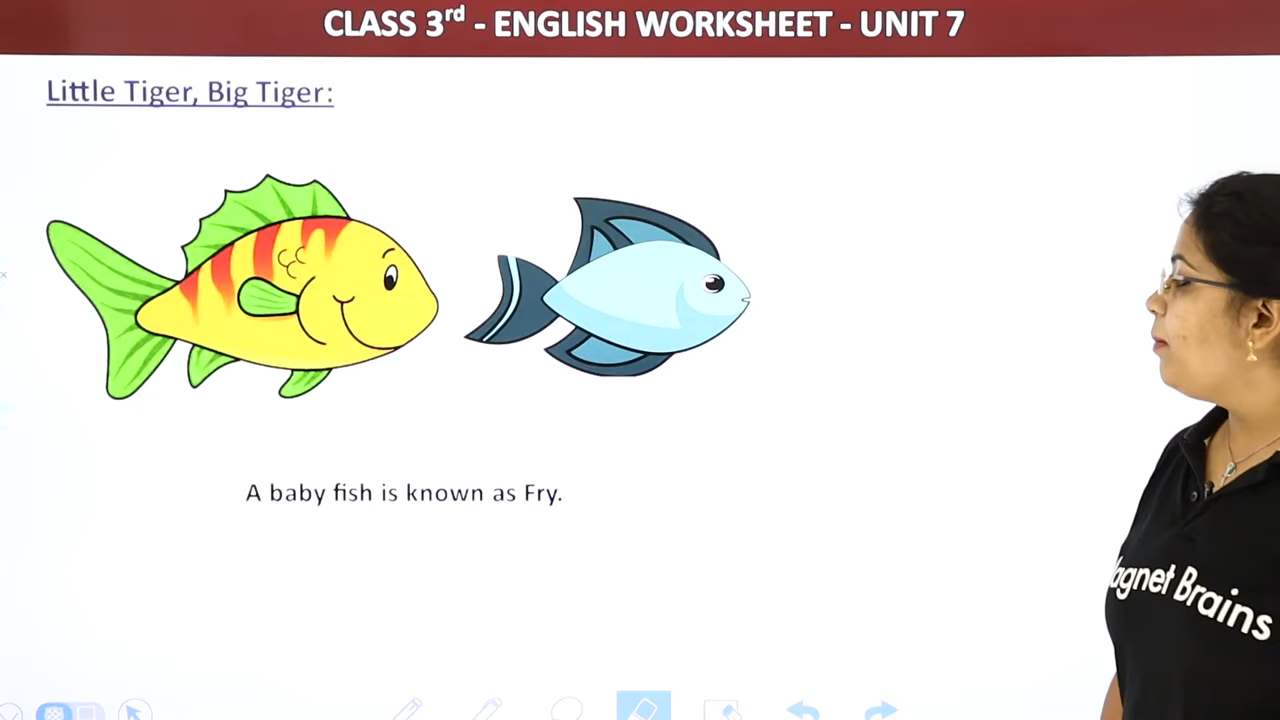 CLASS 3rd - ENGLISH WORKSHEET - UNIT 7
Little Tiger, Big Tiger:
A baby fish is known as Fry.
agnet Brains